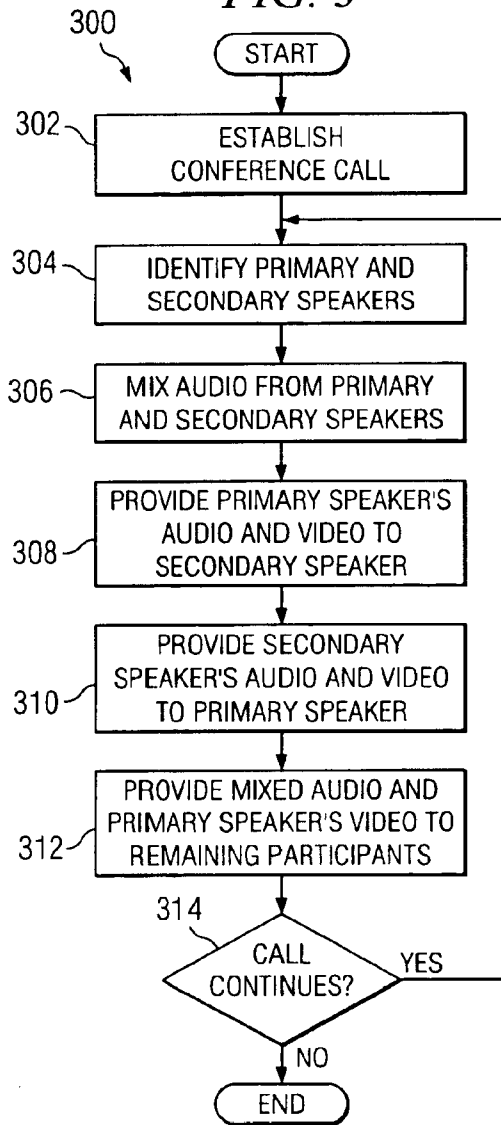 FIG. 3
300
START
302
ESTABLISH
CONFERENCE CALL
304
IDENTIFY PRIMARY AND
SECONDARY SPEAKERS
306
MIX AUDIO FROM PRIMARY
AND SECONDARY SPEAKERS
308
PROVIDE PRIMARY SPEAKER'S
AUDIO AND VIDEO TO
SECONDARY SPEAKER
310
PROVIDE SECONDARY
SPEAKER'S AUDIO AND VIDEO
TO PRIMARY SPEAKER
312
PROVIDE MIXED AUDIO AND
PRIMARY SPEAKER'S VIDEO TO
REMAINING PARTICIPANTS
314
CALL
CONTINUES?
YES
NO
END